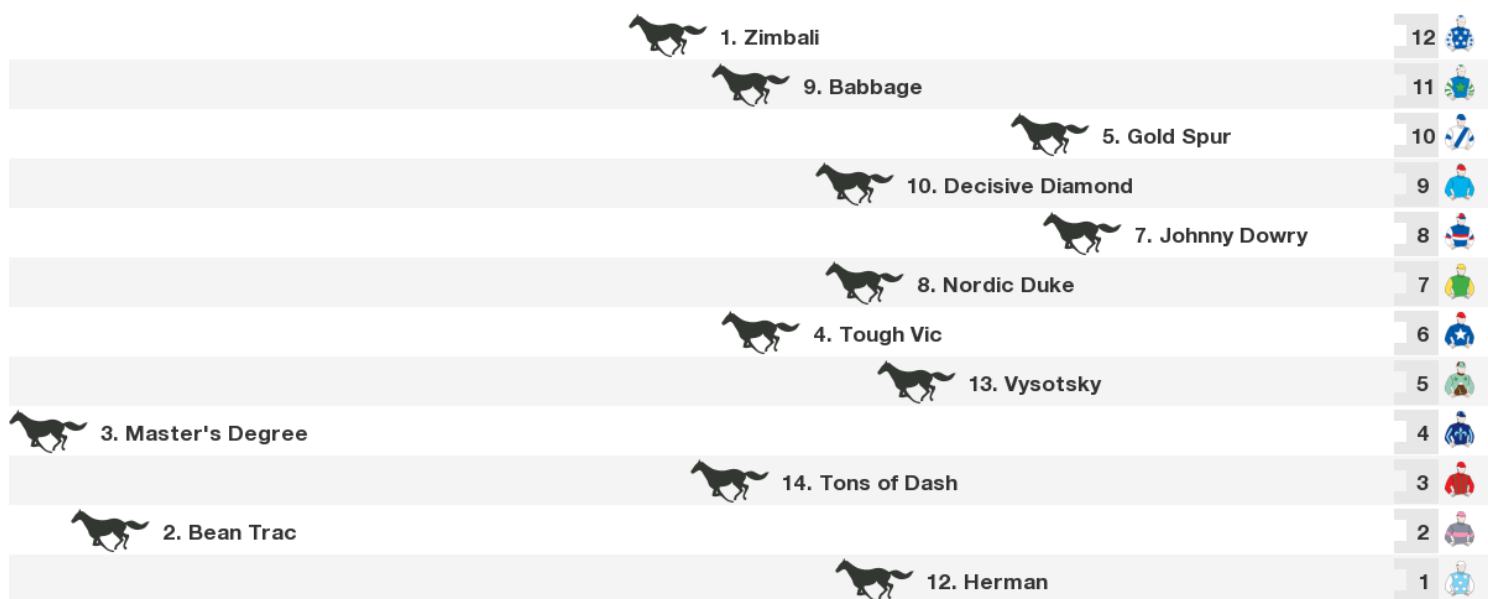 1. Zimbali 12
9. Babbage 11
5. Gold Spur 10
10. Decisive Diamond 9
7. Johnny Dowry 8
8. Nordic Duke 7
4. Tough Vic 6
13. Vysotsky 5
3. Master's Degree 4
14. Tons of Dash 3
2. Bean Trac 2
12. Herman 1